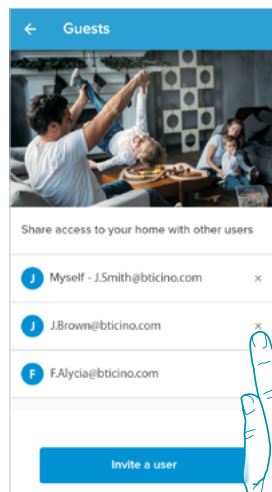 Guests
Share access to your home with other users
J Myself - J.Smith@bticino.com ×
J J.Brown@bticino.com ×
F F.Alycia@bticino.com
Invite a user